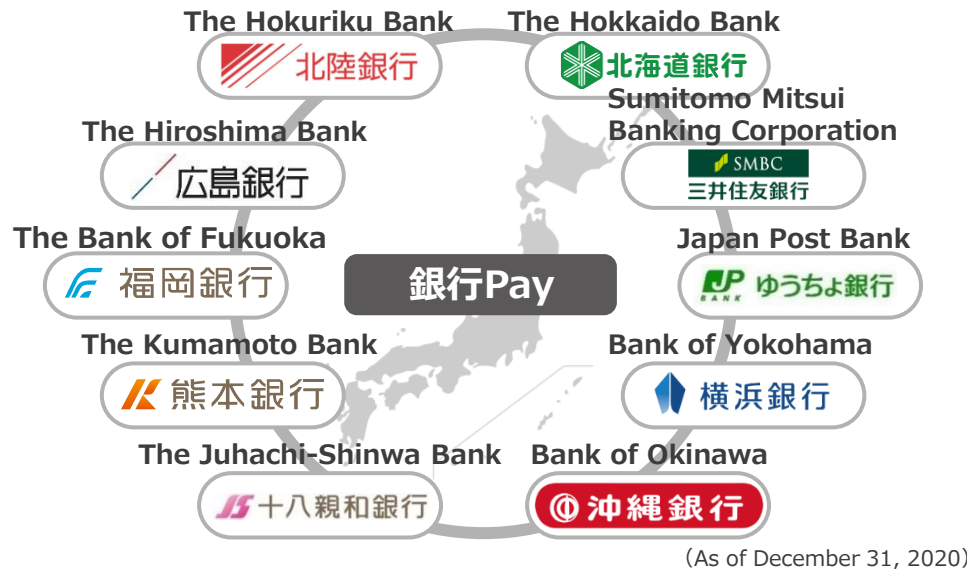 The Hokuriku Bank
北陸銀行
The Hokkaido Bank
北海道銀行
The Hiroshima Bank
広島銀行
Sumitomo Mitsui
Banking Corporation
SMBC
三井住友銀行
The Bank of Fukuoka
福岡銀行
銀行Pay
Japan Post Bank
JP
BANK
ゆうちょ銀行
The Kumamoto Bank
熊本銀行
Bank of Yokohama
横浜銀行
The Juhachi-Shinwa Bank
十八親和銀行
Bank of Okinawa
沖縄銀行
(As of December 31, 2020)